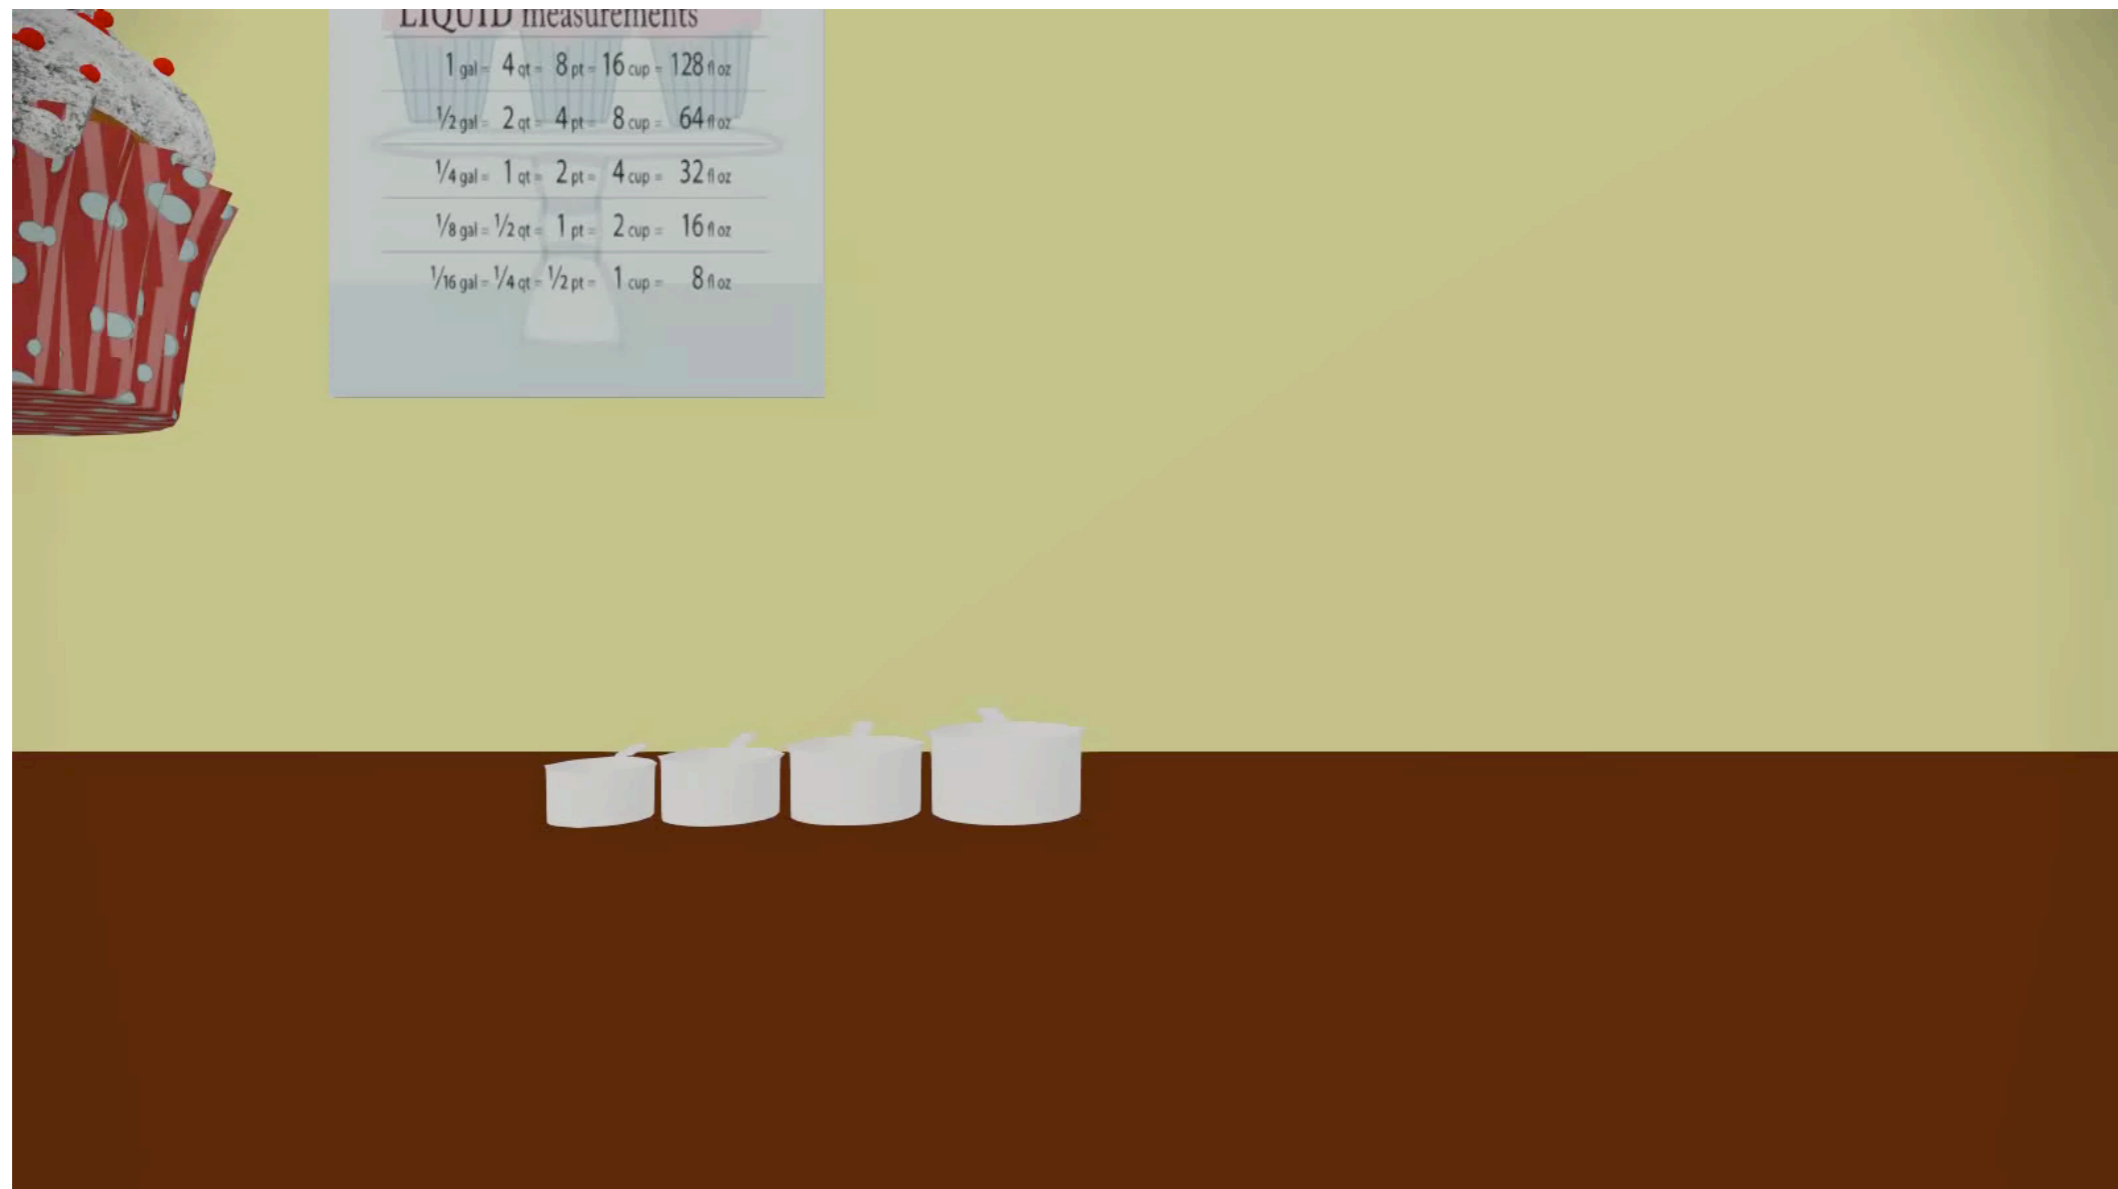 LIQUID measurements
1 gal = 4 qt = 8 pt = 16 cup = 128 fl oz
1/2 gal = 2 qt = 4 pt = 8 cup = 64 fl oz
1/4 gal = 1 qt = 2 pt = 4 cup = 32 fl oz
1/8 gal = 1/2 qt = 1 pt = 2 cup = 16 fl oz
1/16 gal = 1/4 qt = 1/2 pt = 1 cup = 8 fl oz